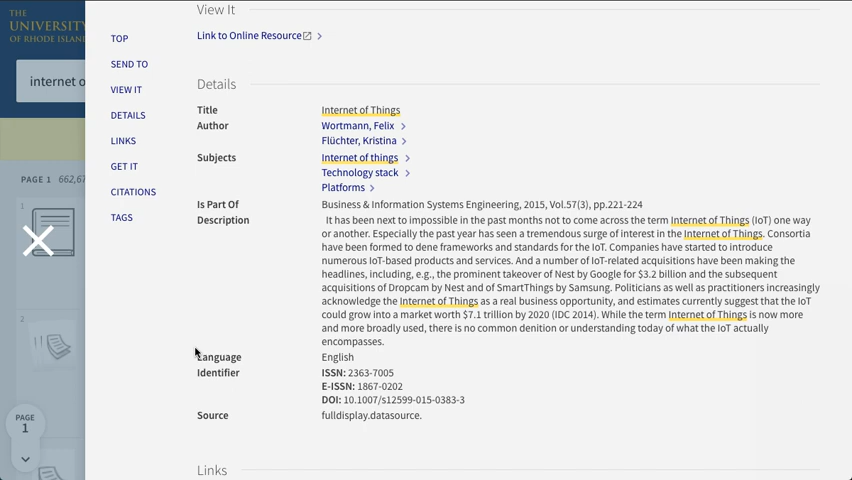 THE
UNIVERSITY
OF RHODE ISLAN
internet o
PAGE 1 662,67
1
2
PAGE
1
TOP
SEND TO
VIEW IT
DETAILS
LINKS
GET IT
CITATIONS
TAGS
View It
Link to Online Resource
Details
Title Internet of Things
Author Wortmann, Felix
Flüchter, Kristina
Subjects Internet of things
Technology stack
Platforms
Is Part Of Business & Information Systems Engineering, 2015, Vol.57(3), pp.221-224
Description It has been next to impossible in the past months not to come across the term Internet of Things (IoT) one way
or another. Especially the past year has seen a tremendous surge of interest in the Internet of Things. Consortia
have been formed to dene frameworks and standards for the IoT. Companies have started to introduce
numerous IoT-based products and services. And a number of IoT-related acquisitions have been making the
headlines, including, e.g., the prominent takeover of Nest by Google for $3.2 billion and the subsequent
acquisitions of Dropcam by Nest and of SmartThings by Samsung. Politicians as well as practitioners increasingly
acknowledge the Internet of Things as a real business opportunity, and estimates currently suggest that the IoT
could grow into a market worth $7.1 trillion by 2020 (IDC 2014). While the term Internet of Things is now more
and more broadly used, there is no common denition or understanding today of what the IoT actually
encompasses.
Language English
Identifier ISSN: 2363-7005
E-ISSN: 1867-0202
DOI: 10.1007/s12599-015-0383-3
Source fulldisplay.datasource.
Links